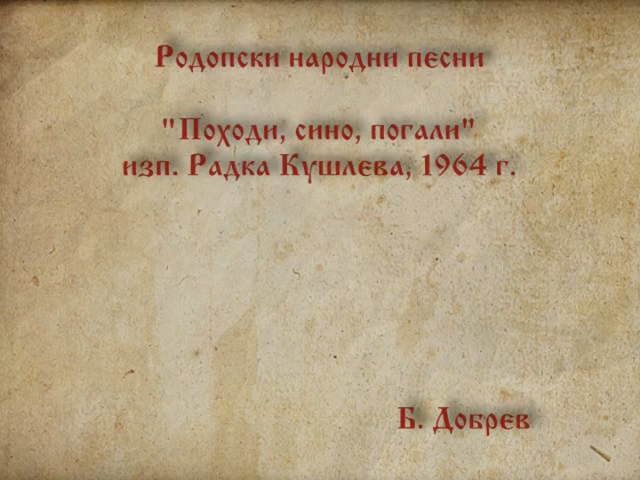 Родопски народни песни
"Походи, сино, погали"
изп. Радка Кушлева, 1964 г.
Б. Добрев